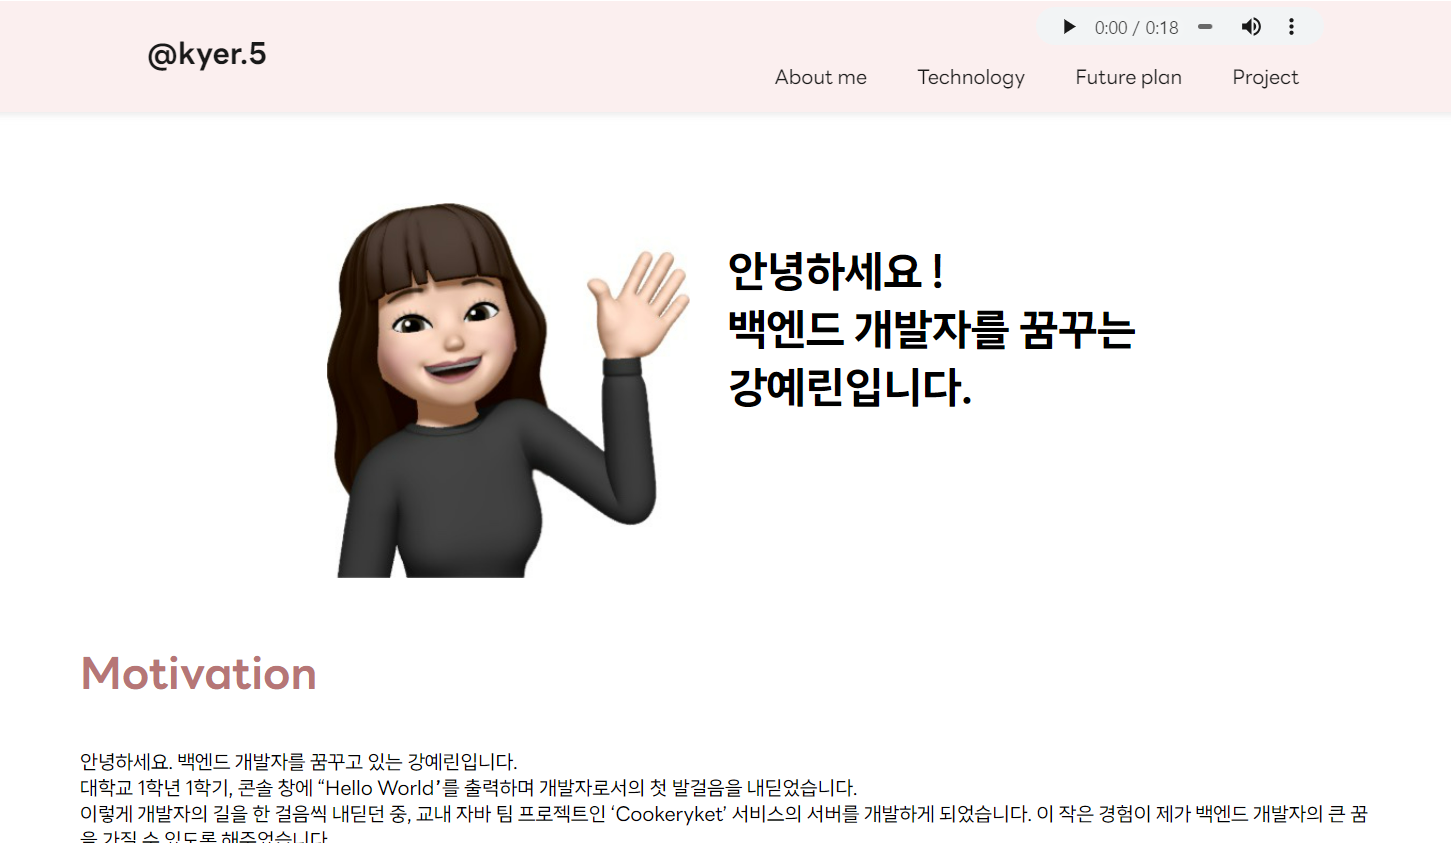 @kyer.5
0:00 / 0:18
About me
Technology
Future plan
Project
안녕하세요 !
백엔드 개발자를 꿈꾸는
강예린입니다.
Motivation
안녕하세요. 백엔드 개발자를 꿈꾸고 있는 강예린입니다.
대학교 1학년 1학기, 콘솔 창에 “Hello World’를 출력하며 개발자로서의 첫 발걸음을 내딛었습니다.
이렇게 개발자의 길을 한 걸음씩 내딛던 중, 교내 자바 팀 프로젝트인 ‘Cookeryket’ 서비스의 서버를 개발하게 되었습니다. 이 작은 경험이 제가 백엔드 개발자의 큰 꿈
을 가질 수 있도록 해주었습니다.